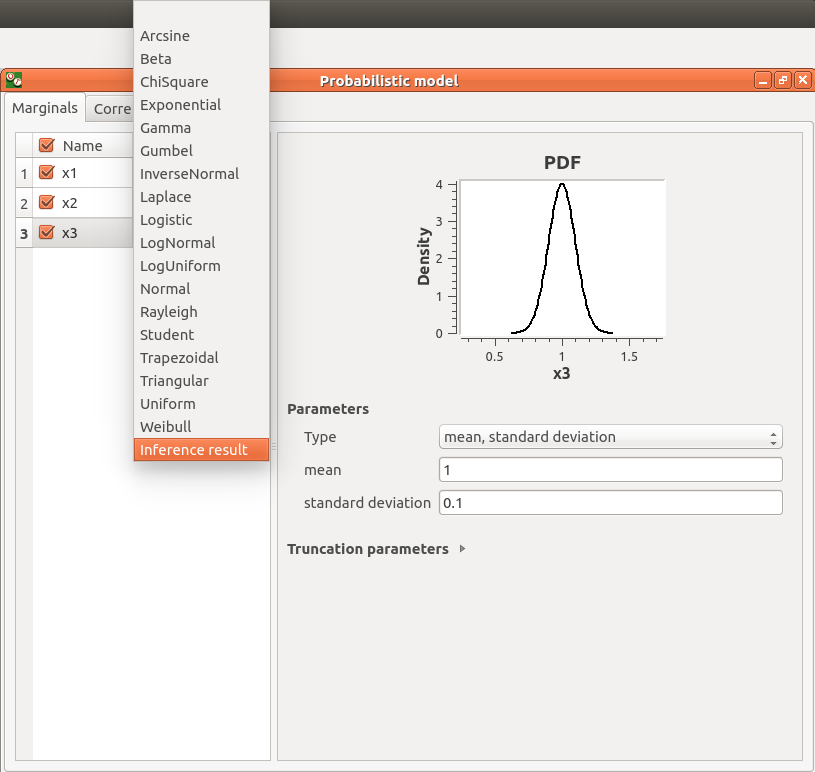 Probabilistic model
Marginals
Corre
Name
1 x1
2 x2
3 x3
Arcsine
Beta
ChiSquare
Exponential
Gamma
Gumbel
InverseNormal
Laplace
Logistic
LogNormal
LogUniform
Normal
Rayleigh
Student
Trapezoidal
Triangular
Uniform
Weibull
Inference result
PDF
Density
4
3
2
1
0
0.5 1 1.5
x3
Parameters
Type mean, standard deviation
mean 1
standard deviation 0.1
Truncation parameters